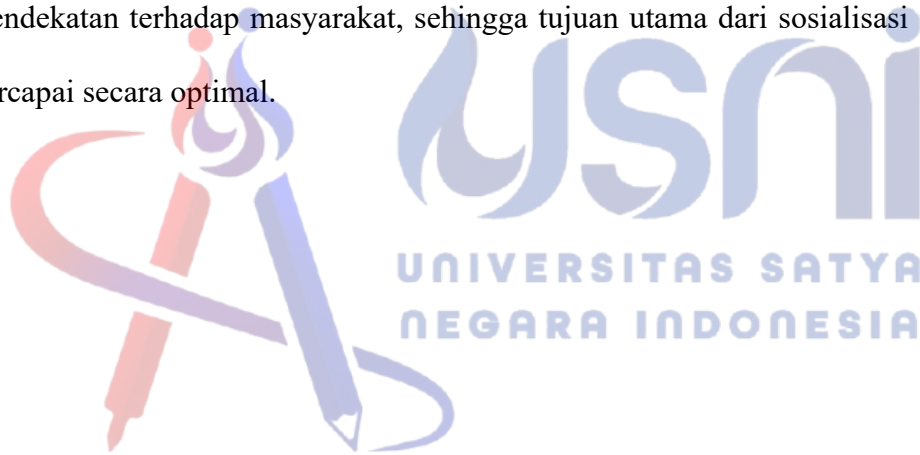 endekatan terhadap masyarakat, sehingga tujuan utama dari sosialisasi
rcapai secara optimal.
usni
UNIVERSITAS SATYA
NEGARA INDONESIA